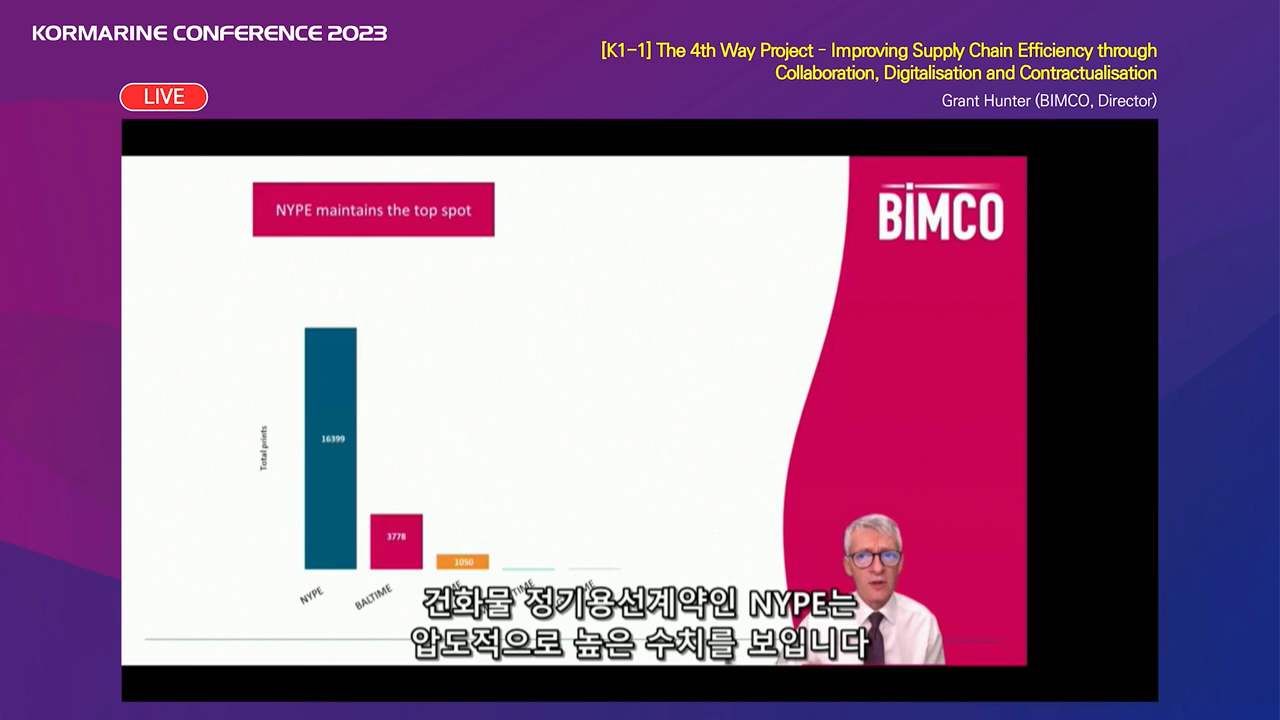 KORMARINE CONFERENCE 2023
[K1-1] The 4th Way Project - Improving Supply Chain Efficiency through
Collaboration, Digitalisation and Contractualisation
LIVE
Grant Hunter (BIMCO, Director)
NYPE maintains the top spot
BIMCO
Total prints
16399
3778
1050
NYPE
BALTIME
건화물 정기용선계약인 NYPE는
압도적으로 높은 수치를 보입니다